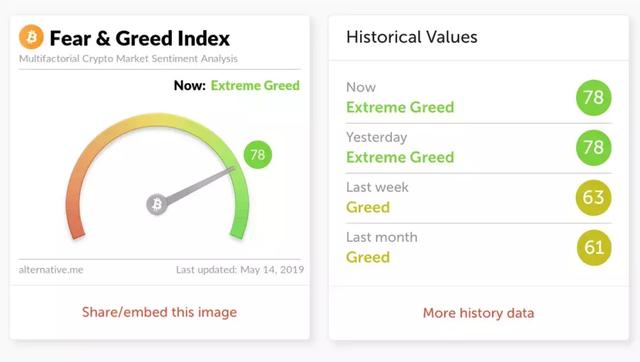 Fear & Greed Index
Multifactorial Crypto Market Sentiment Analysis
Now: Extreme Greed
78
alternative.me
Last updated: May 14, 2019
Share/embed this image
Historical Values
Now
Extreme Greed
78
Yesterday
Extreme Greed
78
Last week
Greed
63
Last month
Greed
61
More history data